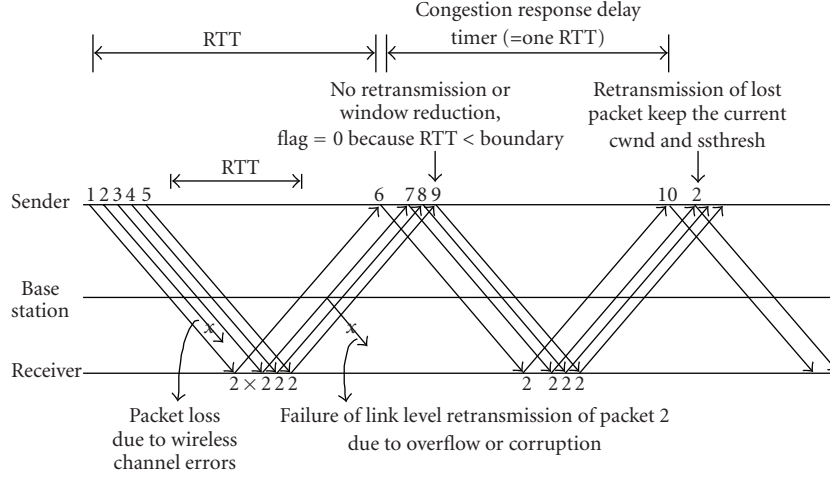 Congestion response delay
timer (=one RTT)
RTT
No retransmission or
window reduction,
flag = 0 because RTT < boundary
Retransmission of lost
packet keep the current
cwnd and ssthresh
RTT
Sender
1 2 3 4 5
6
7 8 9
10 2
Base
station
x
x
Receiver
2 × 2 2 2
2
2 2 2
Packet loss
due to wireless
channel errors
Failure of link level retransmission of packet 2
due to overflow or corruption